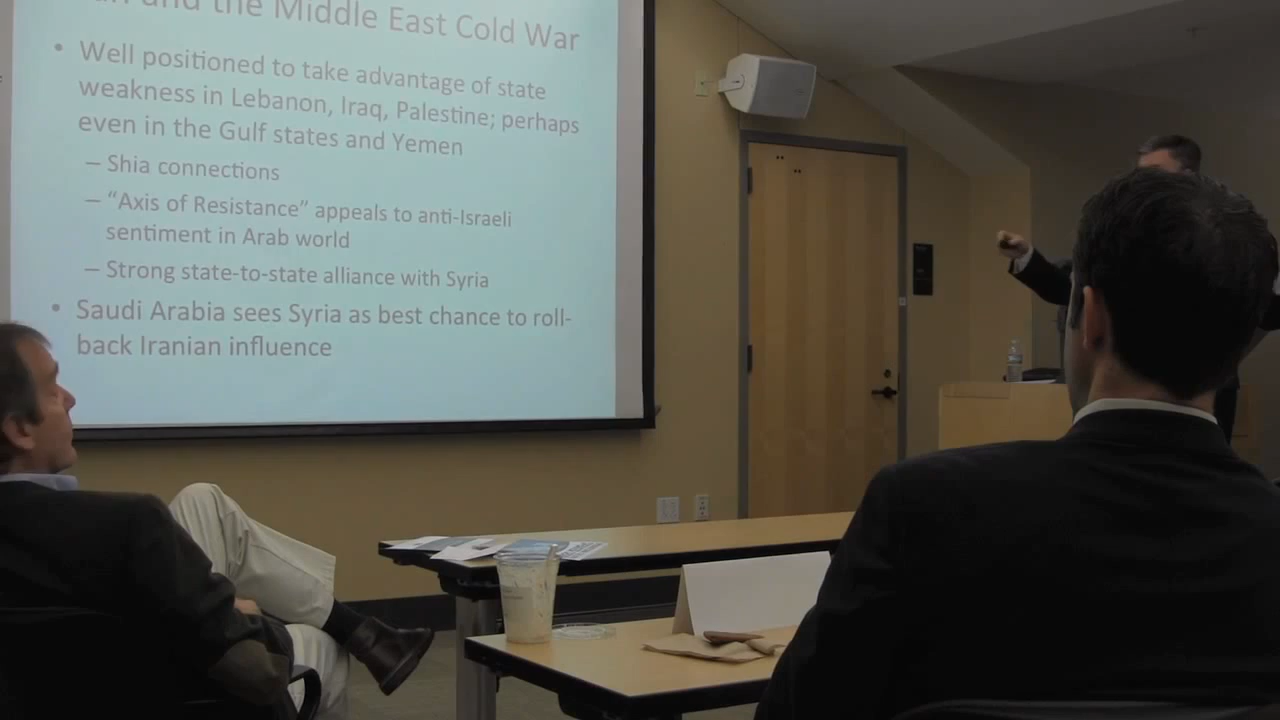 and the Middle East Cold War
• Well positioned to take advantage of state
weakness in Lebanon, Iraq, Palestine; perhaps
even in the Gulf states and Yemen
– Shia connections
– “Axis of Resistance” appeals to anti-Israeli
sentiment in Arab world
– Strong state-to-state alliance with Syria
• Saudi Arabia sees Syria as best chance to roll-
back Iranian influence